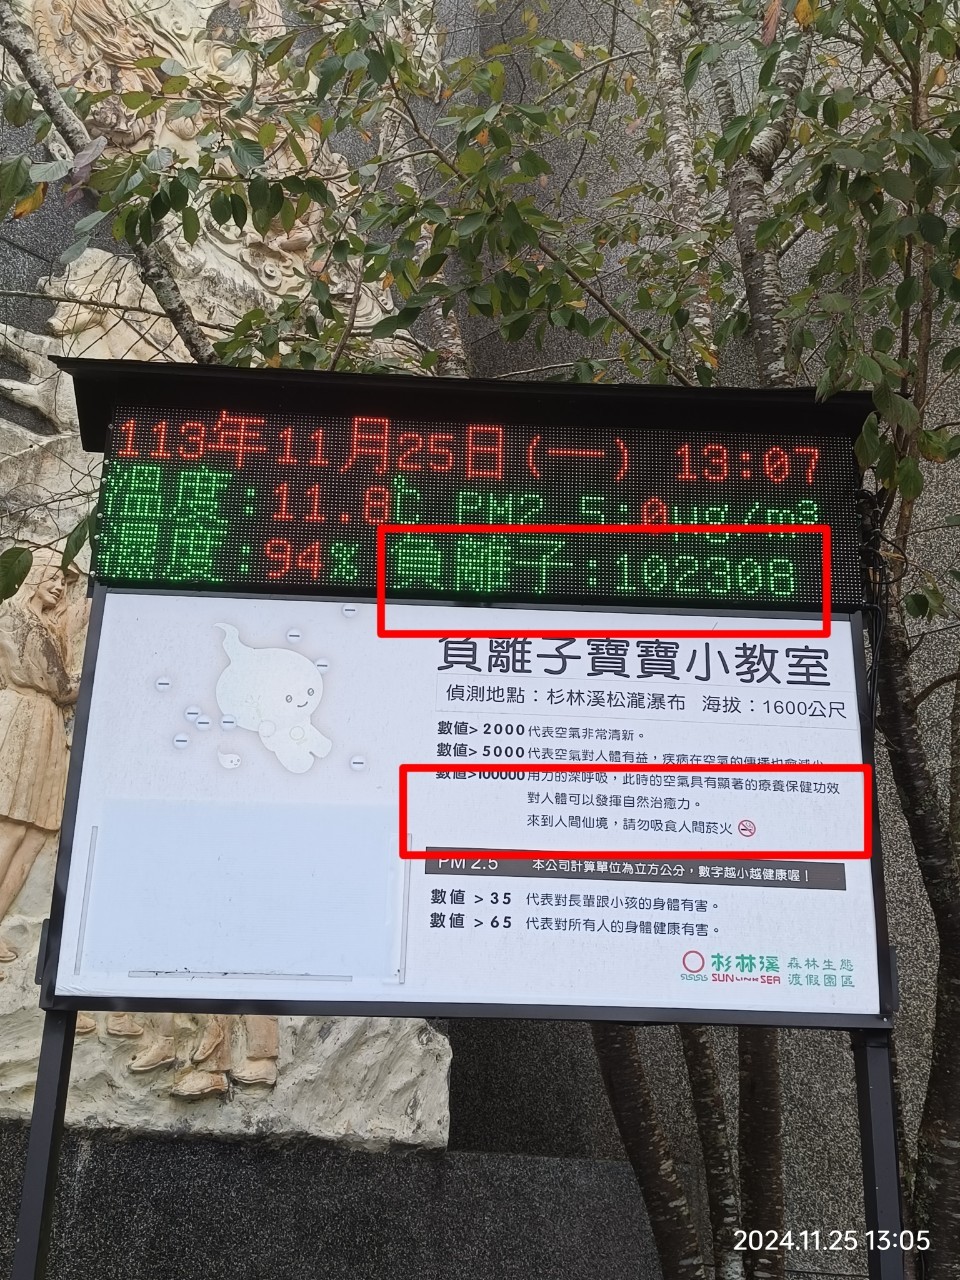 113年11月25日(一) 13:07
溫度:11.8℃ PM2.5:0μg/m³
濕度:94% 負離子:102308
負離子寶寶小教室
偵測地點：杉林溪松瀧瀑布 海拔：1600公尺
數值>2000代表空氣非常清新。
數值>5000代表空氣對人體有益，疾病在空氣的傳播也會減少
數值>100000用力的深呼吸，此時的空氣具有顯著的療養保健功效
對人體可以發揮自然治癒力。
來到人間仙境，請勿吸食人間菸火
PM 2.5 本公司計算單位為立方公分，數字越小越健康喔！
數值 > 35 代表對長輩跟小孩的身體有害。
數值 > 65 代表對所有人的身體健康有害。
杉林溪 森林生態
SUN LINK SEA 渡假園區
2024.11.25 13:05